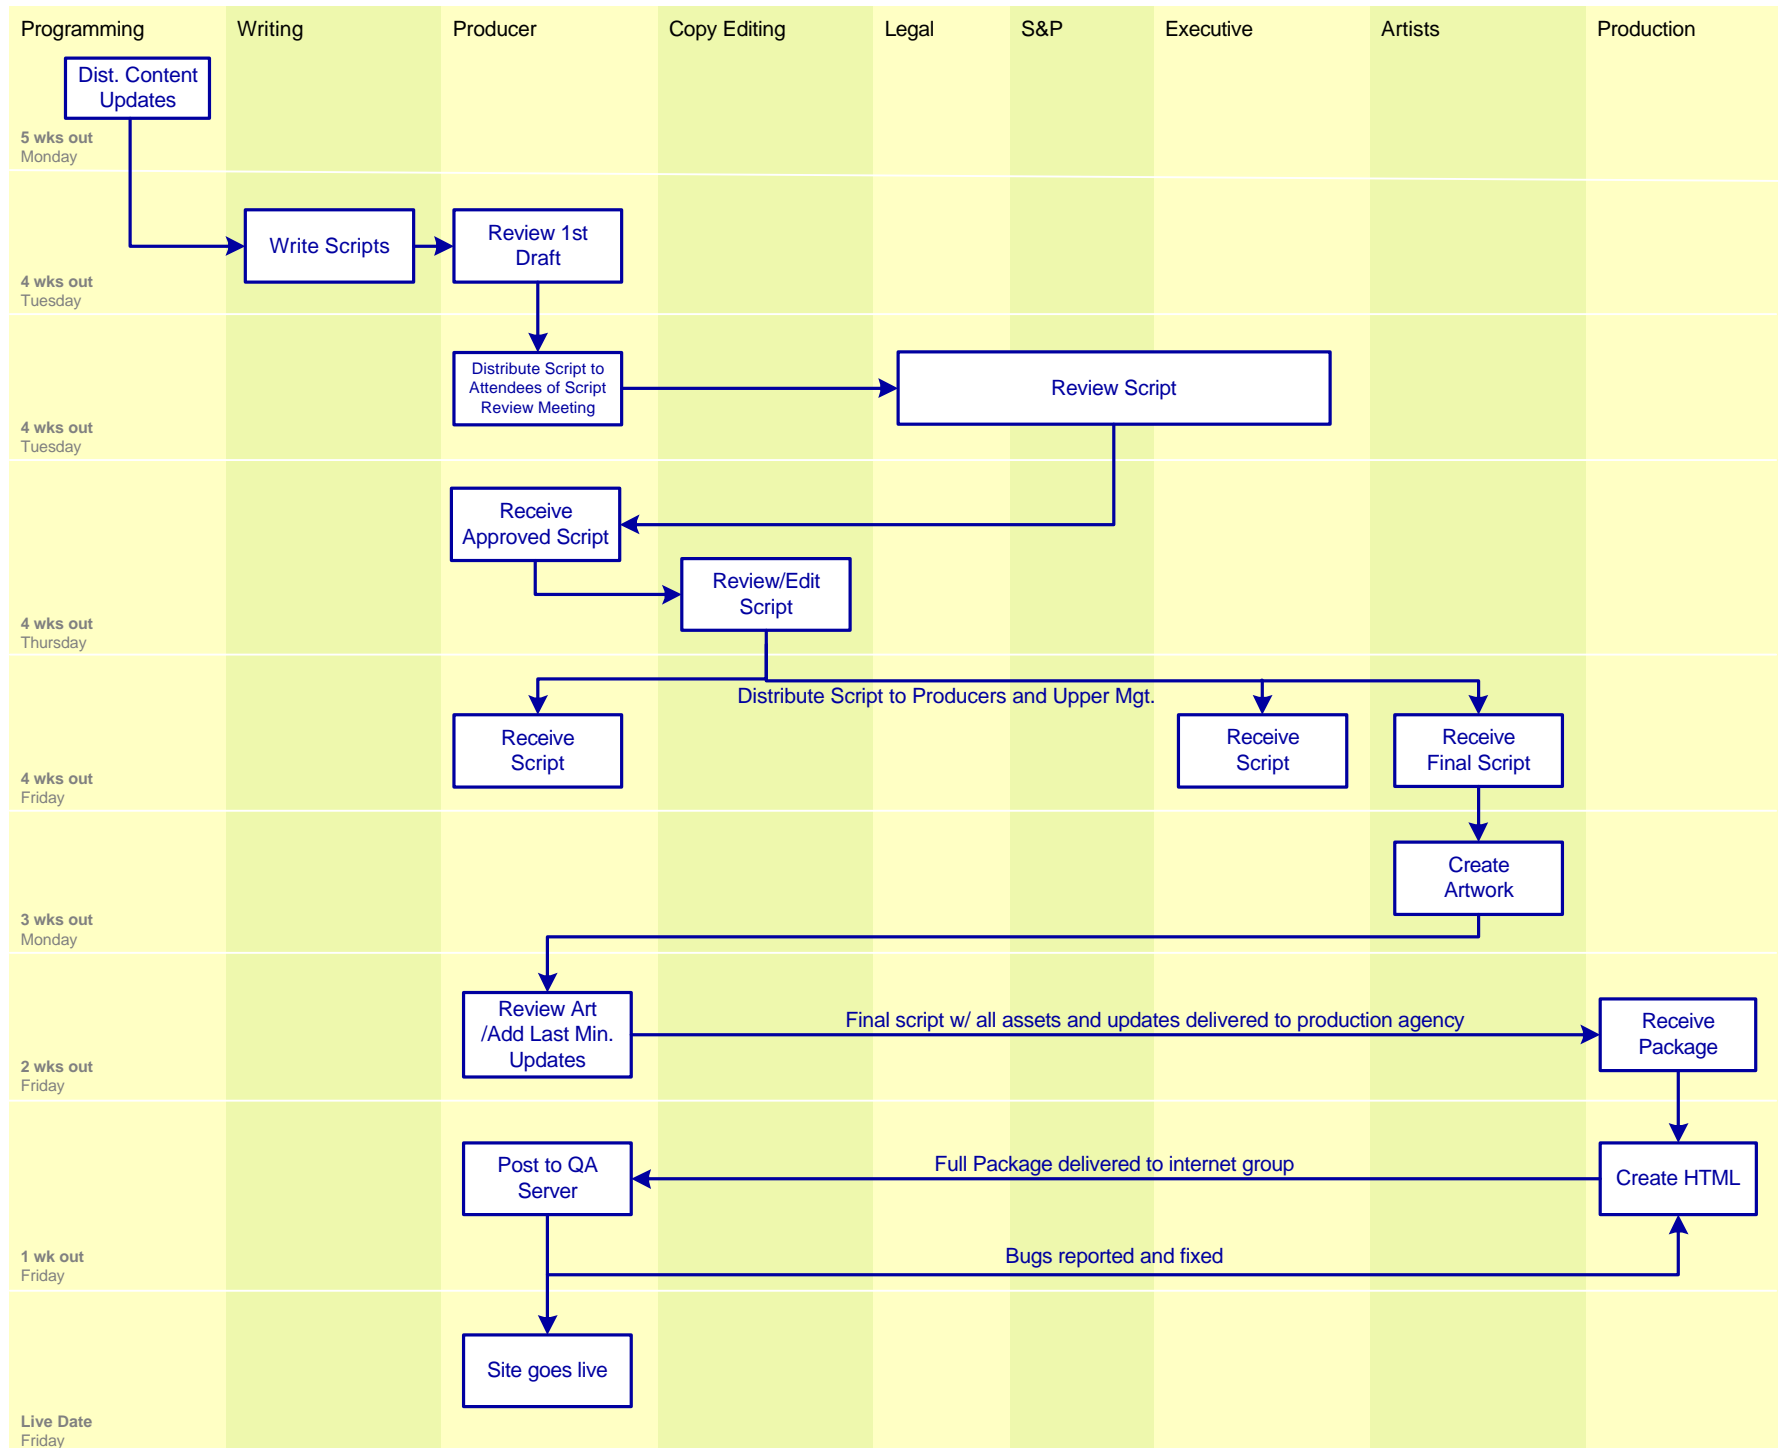 Programming
Writing
Producer
Copy Editing
Legal
S&P
Executive
Artists
Production
Dist. Content
Updates
5 wks out
Monday
Write Scripts
Review 1st
Draft
4 wks out
Tuesday
Distribute Script to
Attendees of Script
Review Meeting
Review Script
4 wks out
Tuesday
Receive
Approved Script
Review/Edit
Script
4 wks out
Thursday
Distribute Script to Producers and Upper Mgt.
Receive
Script
Receive
Script
Receive
Final Script
4 wks out
Friday
Create
Artwork
3 wks out
Monday
Review Art
/Add Last Min.
Updates
Final script w/ all assets and updates delivered to production agency
Receive
Package
2 wks out
Friday
Post to QA
Server
Full Package delivered to internet group
Create HTML
Bugs reported and fixed
1 wk out
Friday
Site goes live
Live Date
Friday